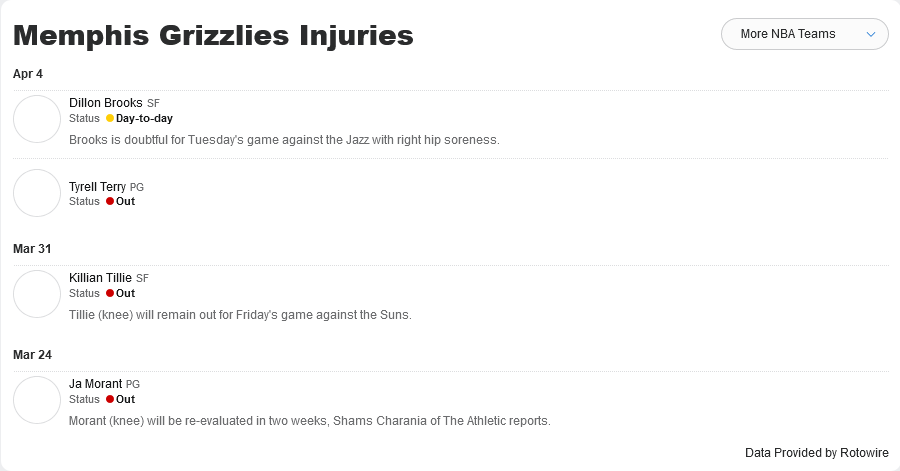 Memphis Grizzlies Injuries
More NBA Teams
Apr 4
Dillon Brooks SF
Status Day-to-day
Brooks is doubtful for Tuesday's game against the Jazz with right hip soreness.
Tyrell Terry PG
Status Out
Mar 31
Killian Tillie SF
Status Out
Tillie (knee) will remain out for Friday's game against the Suns.
Mar 24
Ja Morant PG
Status Out
Morant (knee) will be re-evaluated in two weeks, Shams Charania of The Athletic reports.
Data Provided by Rotowire